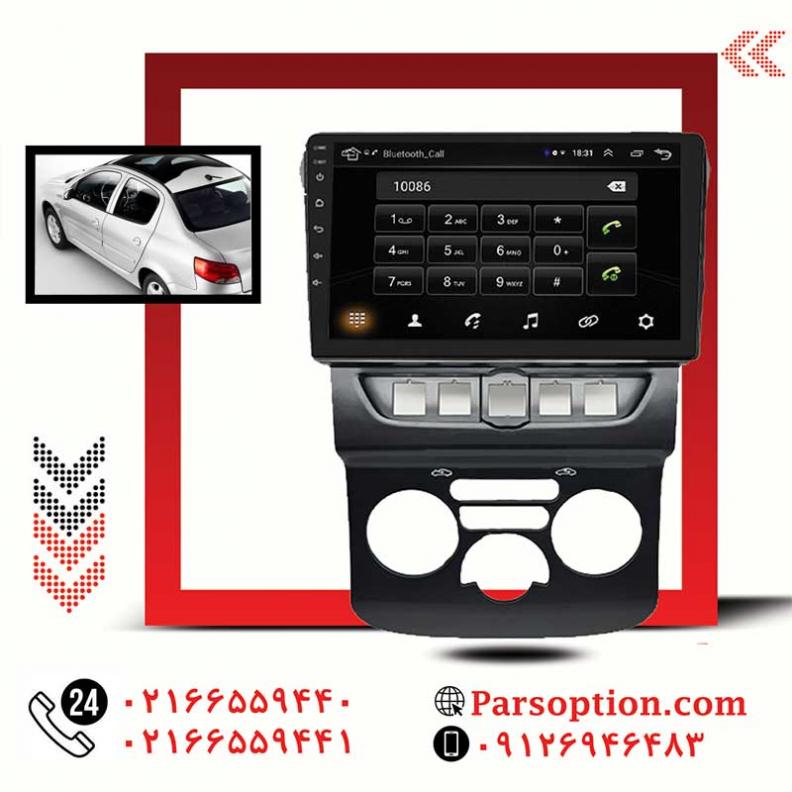 Bluetooth_Call
18:31
10086
1
2 ABC
3 DEF
*
4 GHI
5 JKL
6 MNO
0 +
7 PQRS
8 TUV
9 WXYZ
#
24
۰۲۱۶۶۵۵۹۴۴۰
۰۲۱۶۶۵۵۹۴۴۱
Parsoption.com
۰۹۱۲۶۹۴۶۴۸۳